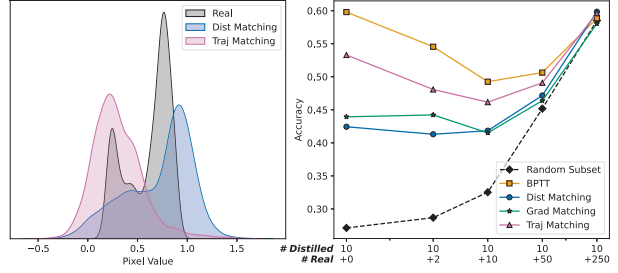 Real
Dist Matching
Traj Matching
−0.5
0.0
0.5
1.0
1.5
Pixel Value
0.60
0.55
0.50
0.45
0.40
0.35
0.30
Accuracy
Random Subset
BPTT
Dist Matching
Grad Matching
Traj Matching
# Distilled 10 10 10 10 10
# Real +0 +2 +10 +50 +250